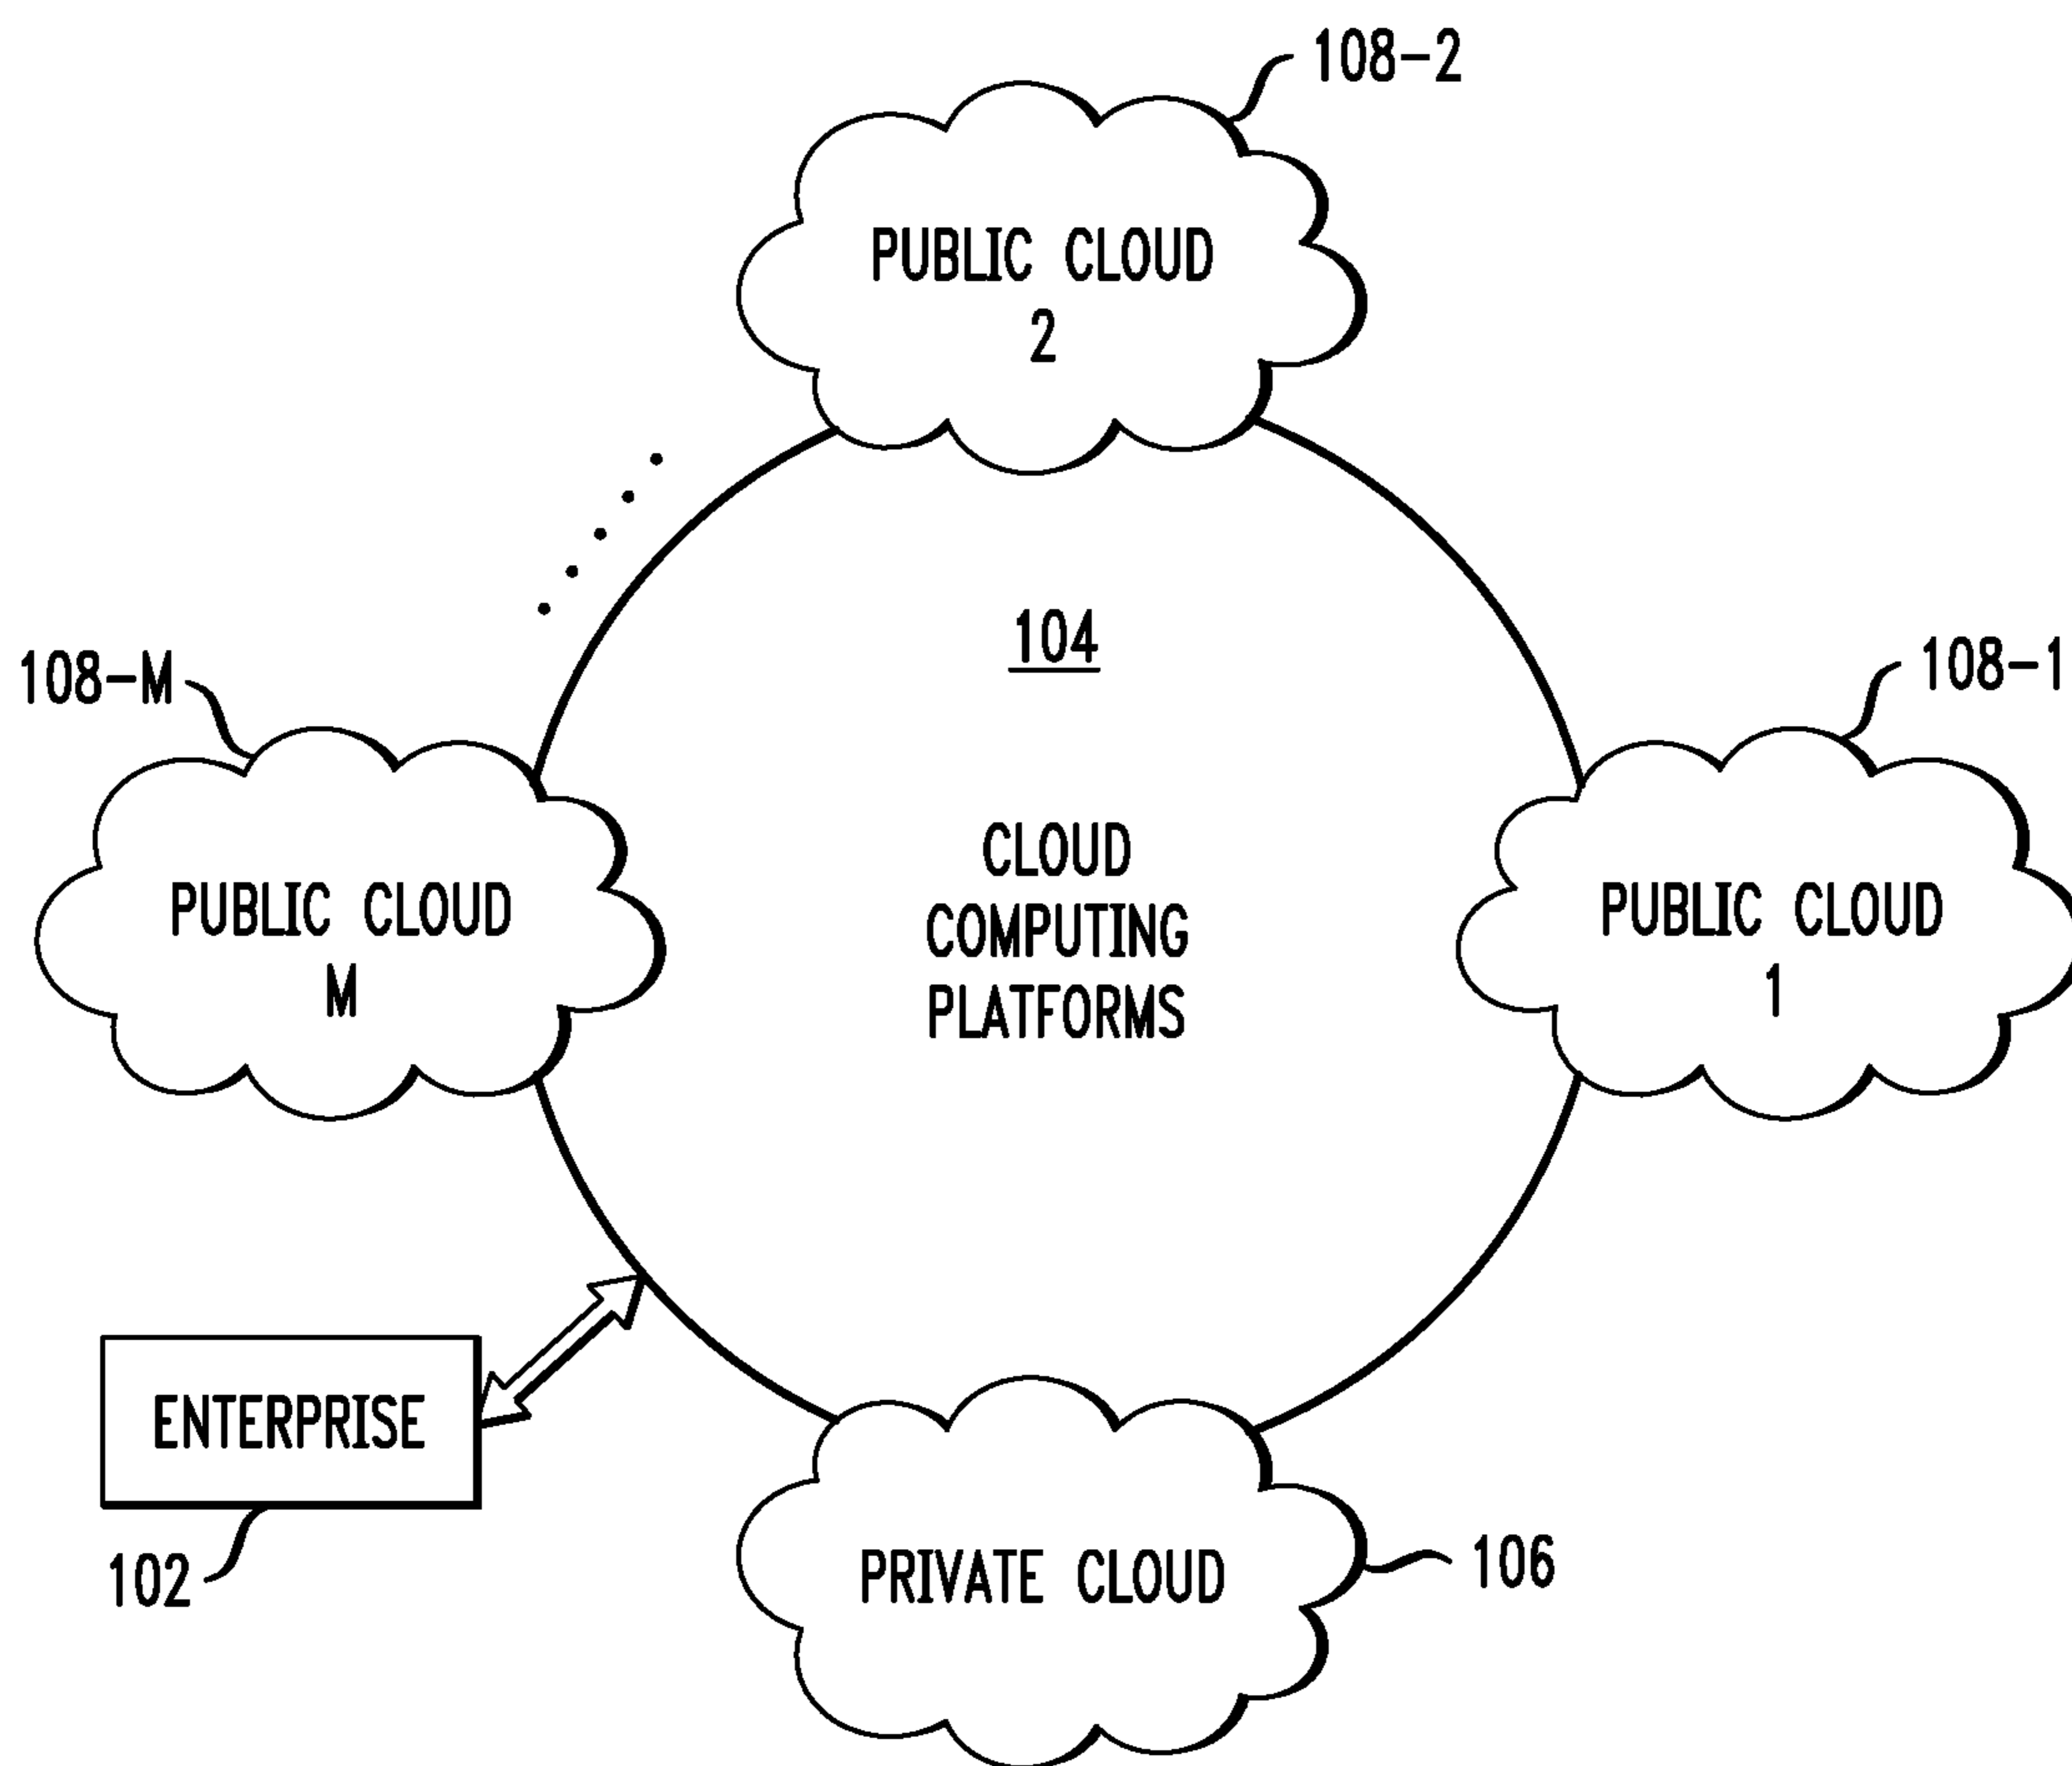 108-2
PUBLIC CLOUD
2
104
108-M
108-1
CLOUD
COMPUTING
PLATFORMS
PUBLIC CLOUD
M
PUBLIC CLOUD
1
ENTERPRISE
102
PRIVATE CLOUD
106